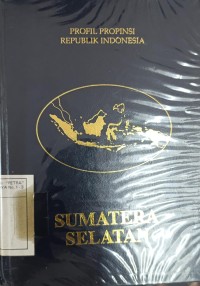 PROFIL PROPINSI
REPUBLIK INDONESIA
SUMATERA
SELATAN